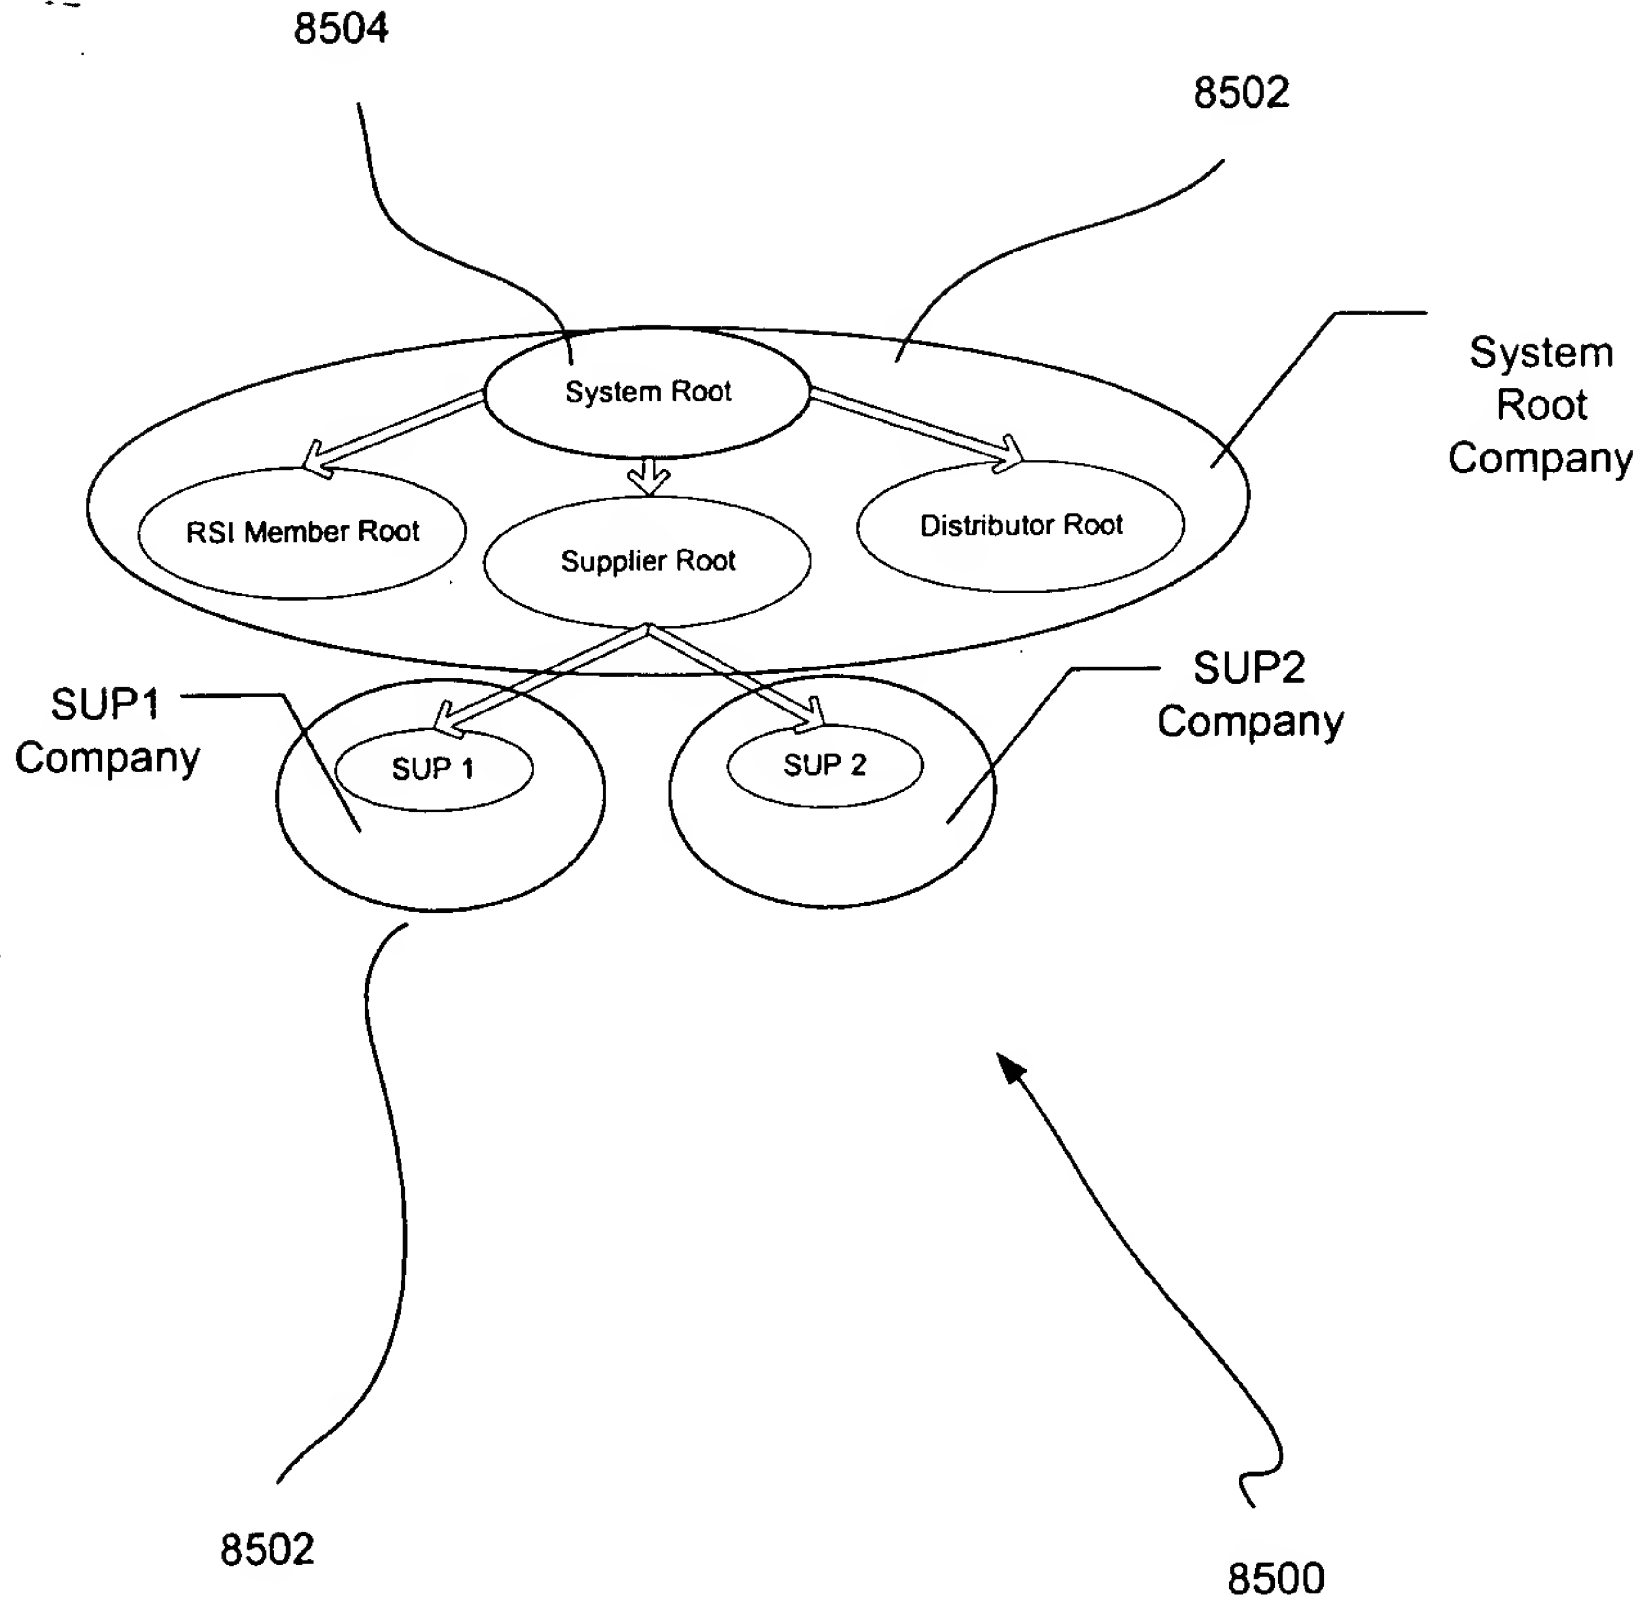 8504
8502
System
Root
Company
System Root
RSI Member Root
Supplier Root
Distributor Root
SUP1
Company
SUP2
Company
SUP 1
SUP 2
8502
8500